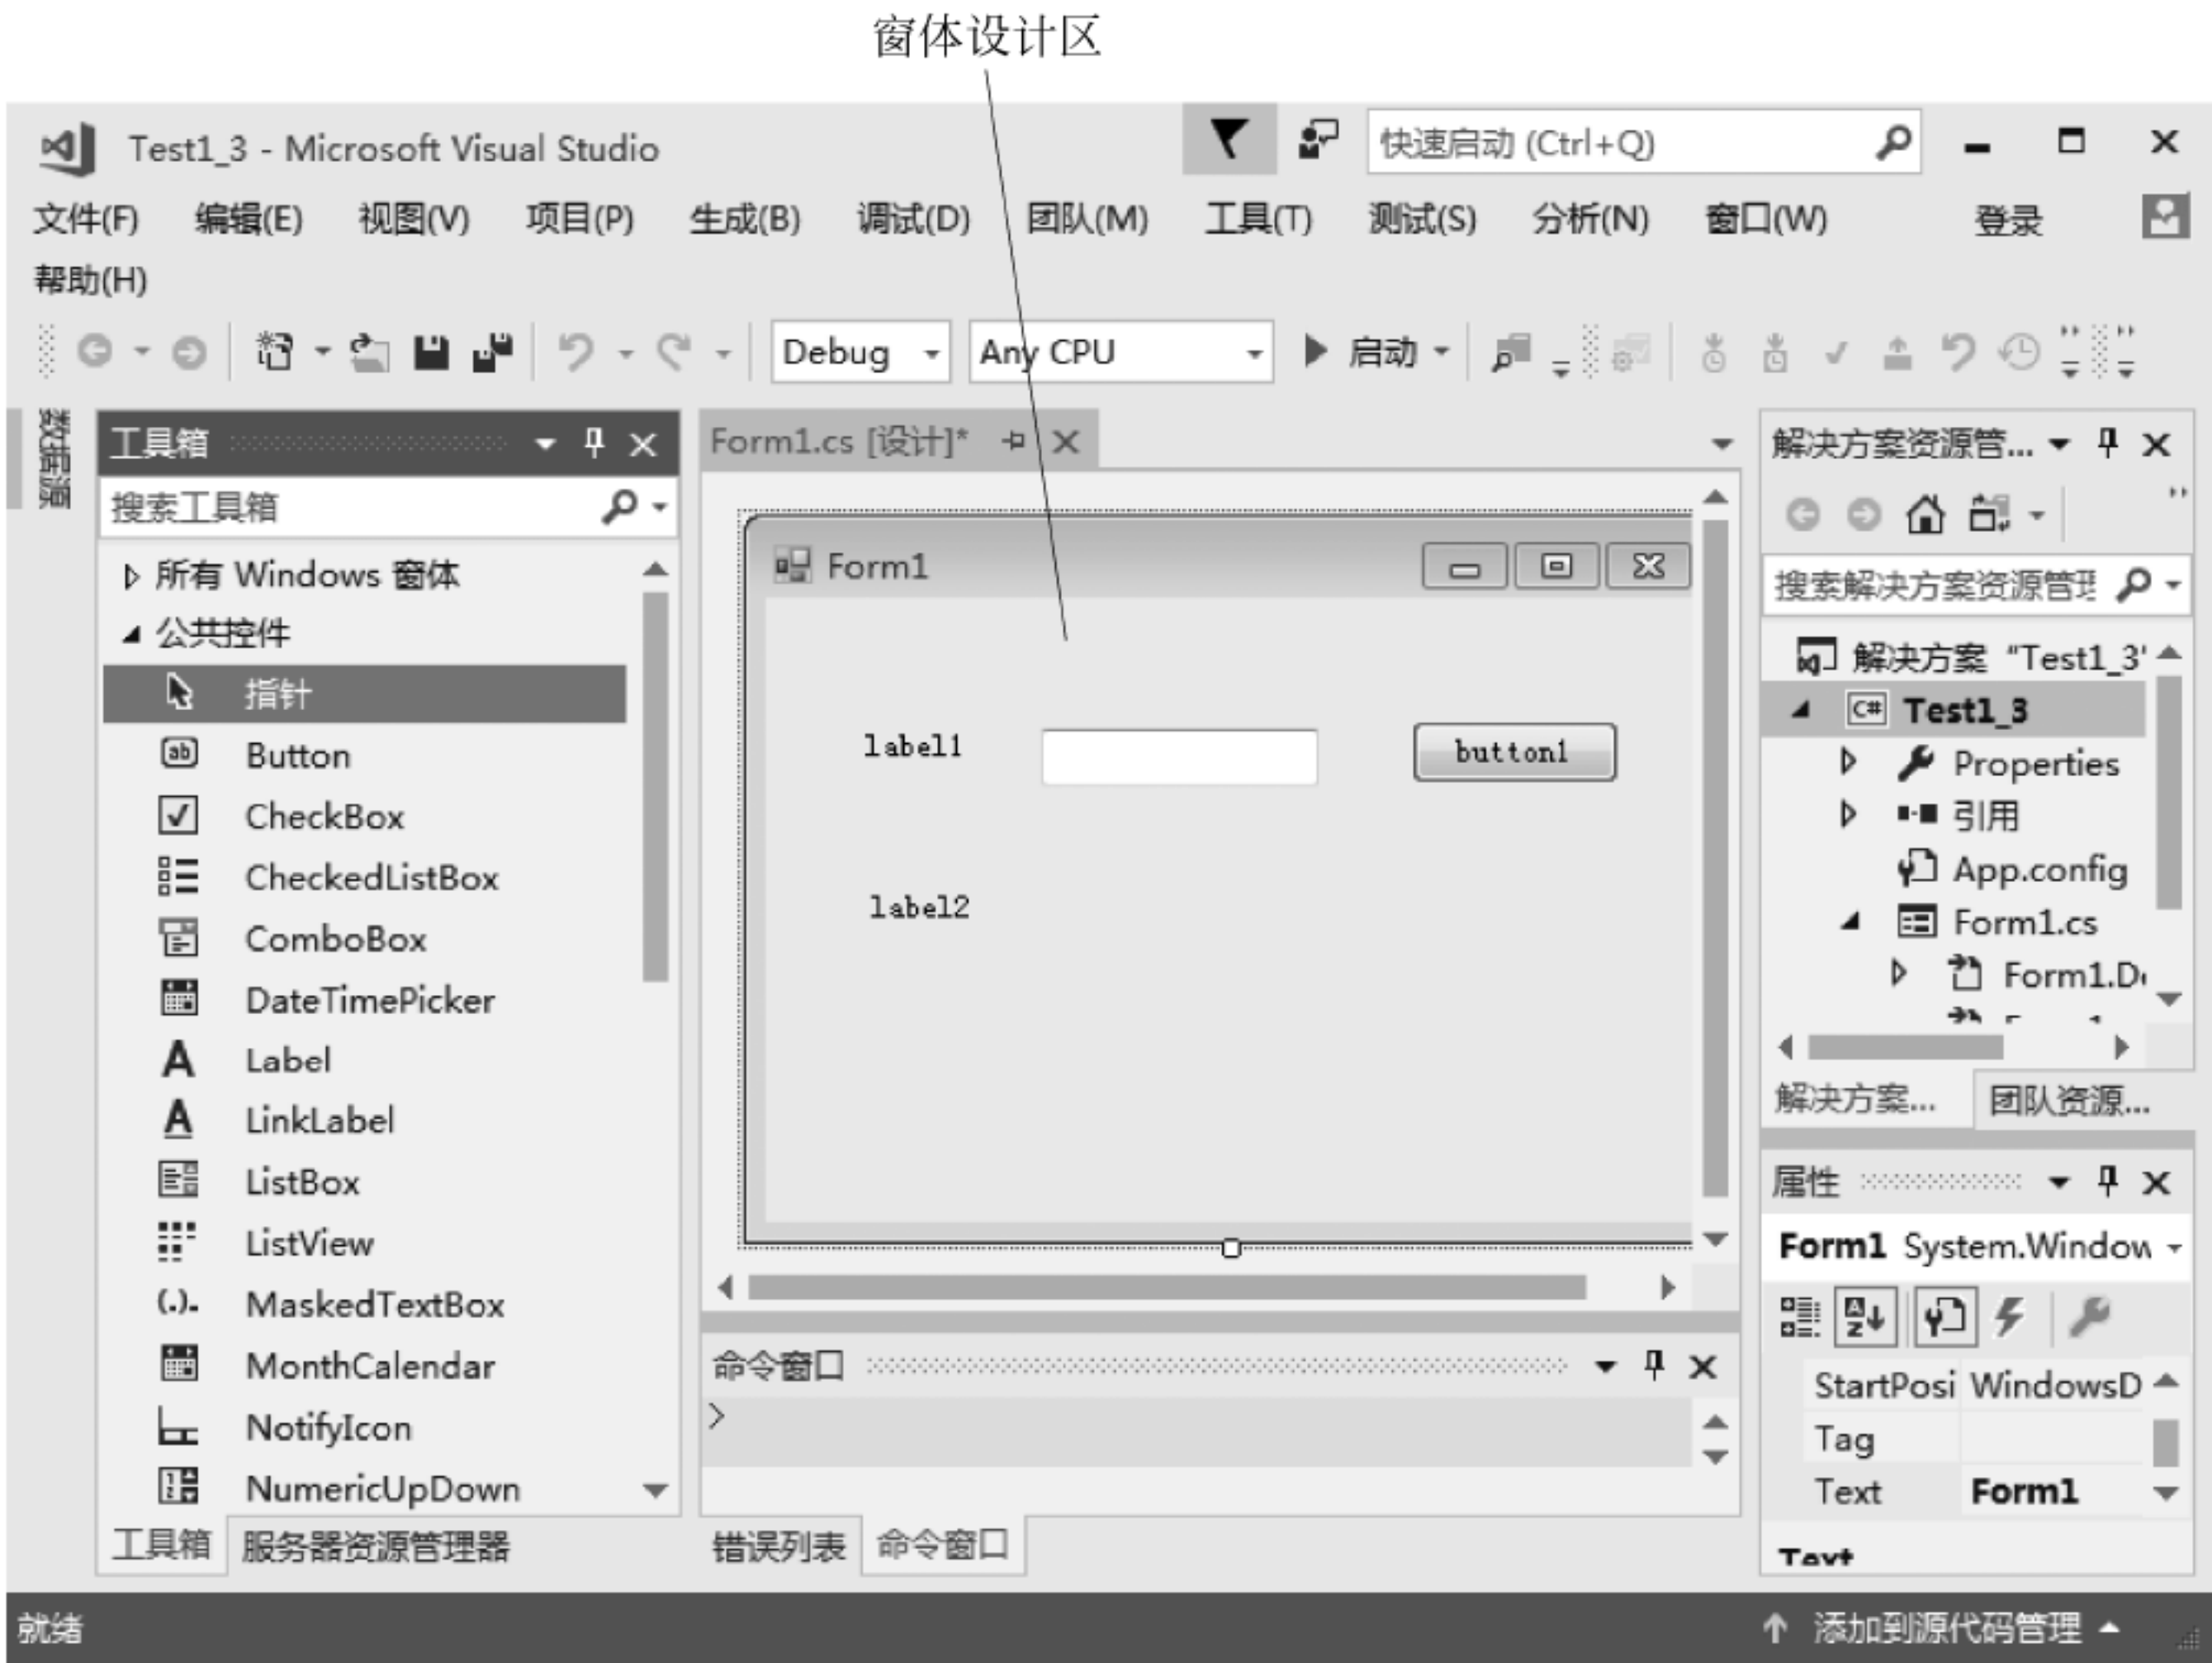 窗体设计区
Test1_3 - Microsoft Visual Studio
快速启动 (Ctrl+Q)
文件(F) 编辑(E) 视图(V) 项目(P) 生成(B) 调试(D) 团队(M) 工具(T) 测试(S) 分析(N) 窗口(W) 登录
帮助(H)
Debug Any CPU 启动
数据源
工具箱
搜索工具箱
所有 Windows 窗体
公共控件
指针
Button
CheckBox
CheckedListBox
ComboBox
DateTimePicker
Label
LinkLabel
ListBox
ListView
MaskedTextBox
MonthCalendar
NotifyIcon
NumericUpDown
工具箱 服务器资源管理器
Form1.cs [设计]*
Form1
label1 button1
label2
命令窗口
>
错误列表 命令窗口
解决方案资源管...
搜索解决方案资源管理
解决方案 "Test1_3"
C# Test1_3
Properties
引用
App.config
Form1.cs
Form1.De
解决方案... 团队资源...
属性
Form1 System.Window
StartPosi WindowsD
Tag
Text Form1
Text
就绪 添加到源代码管理